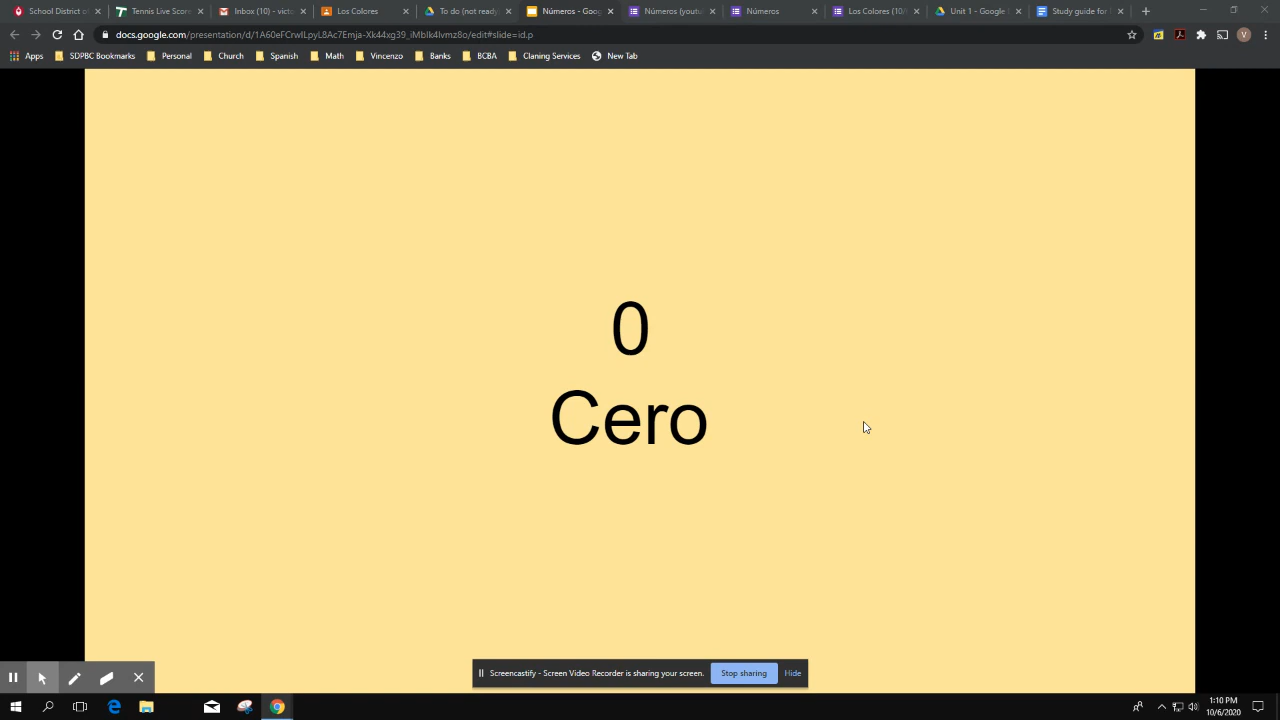 School District of
Tennis Live Score
Inbox (10) - victo
Los Colores
To do (not ready
Números - Goog
Números (youtu
Números
Los Colores (10/
Unit 1 - Google
Study guide for
docs.google.com/presentation/d/1A60eFCrwILpyL8Ac7Emja-Xk44xg39_iMblk4lvmz8o/edit#slide=id.p
V
Apps
SDPBC Bookmarks
Personal
Church
Spanish
Math
Vincenzo
Banks
BCBA
Claning Services
New Tab
0
Cero
Screencastify - Screen Video Recorder is sharing your screen.
Stop sharing
Hide
1:10 PM
10/6/2020